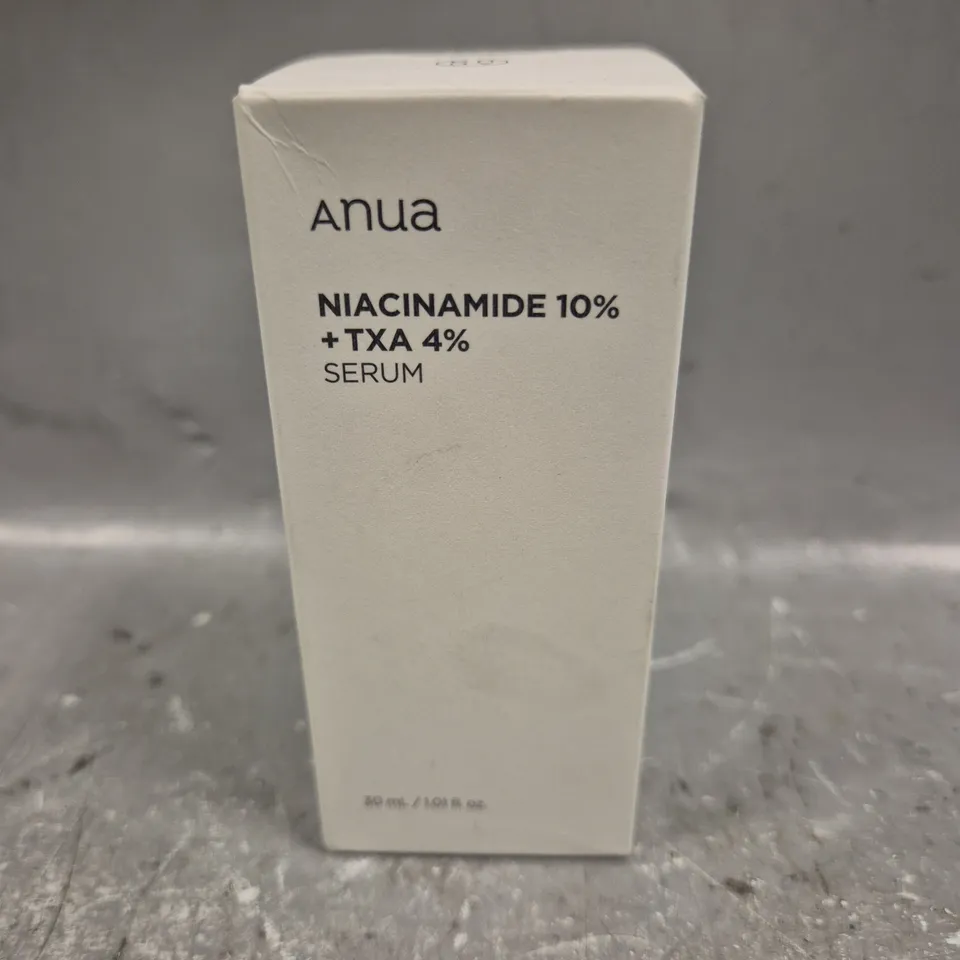 Anua
NIACINAMIDE 10%
+ TXA 4%
SERUM
30 mL / 1.01 fl oz.